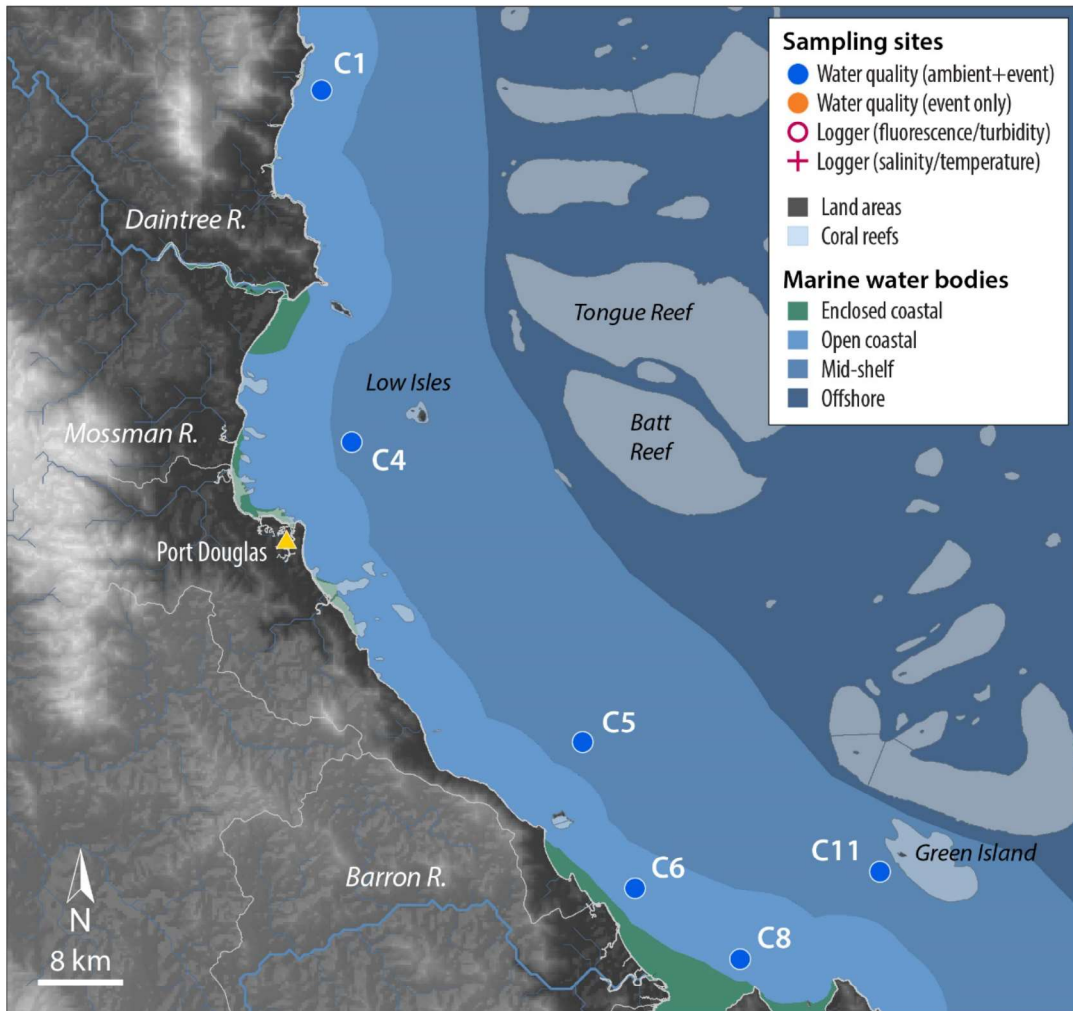 C1
Daintree R.
Tongue Reef
Low Isles
Mossman R.
Batt
Reef
C4
Port Douglas
C5
C11
Green Island
C6
Barron R.
C8
N
8 km
Sampling sites
Water quality (ambient+event)
Water quality (event only)
Logger (fluorescence/turbidity)
Logger (salinity/temperature)
Land areas
Coral reefs
Marine water bodies
Enclosed coastal
Open coastal
Mid-shelf
Offshore